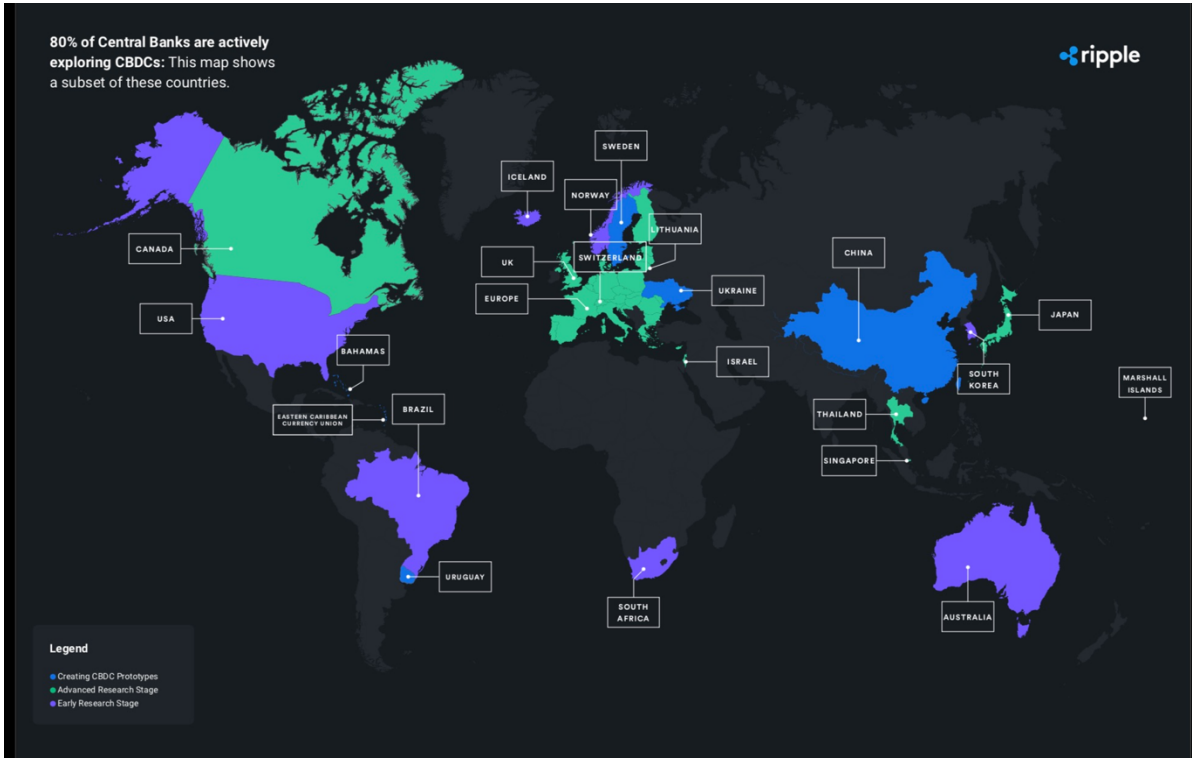 80% of Central Banks are actively
exploring CBDCs: This map shows
a subset of these countries.
ripple
SWEDEN
ICELAND
NORWAY
LITHUANIA
CANADA
SWITZERLAND
UK
CHINA
EUROPE
UKRAINE
USA
JAPAN
BAHAMAS
ISRAEL
SOUTH
KOREA
MARSHALL
ISLANDS
BRAZIL
EASTERN CARIBBEAN
CURRENCY UNION
THAILAND
SINGAPORE
URUGUAY
SOUTH
AFRICA
AUSTRALIA
Legend
Creating CBDC Prototypes
Advanced Research Stage
Early Research Stage